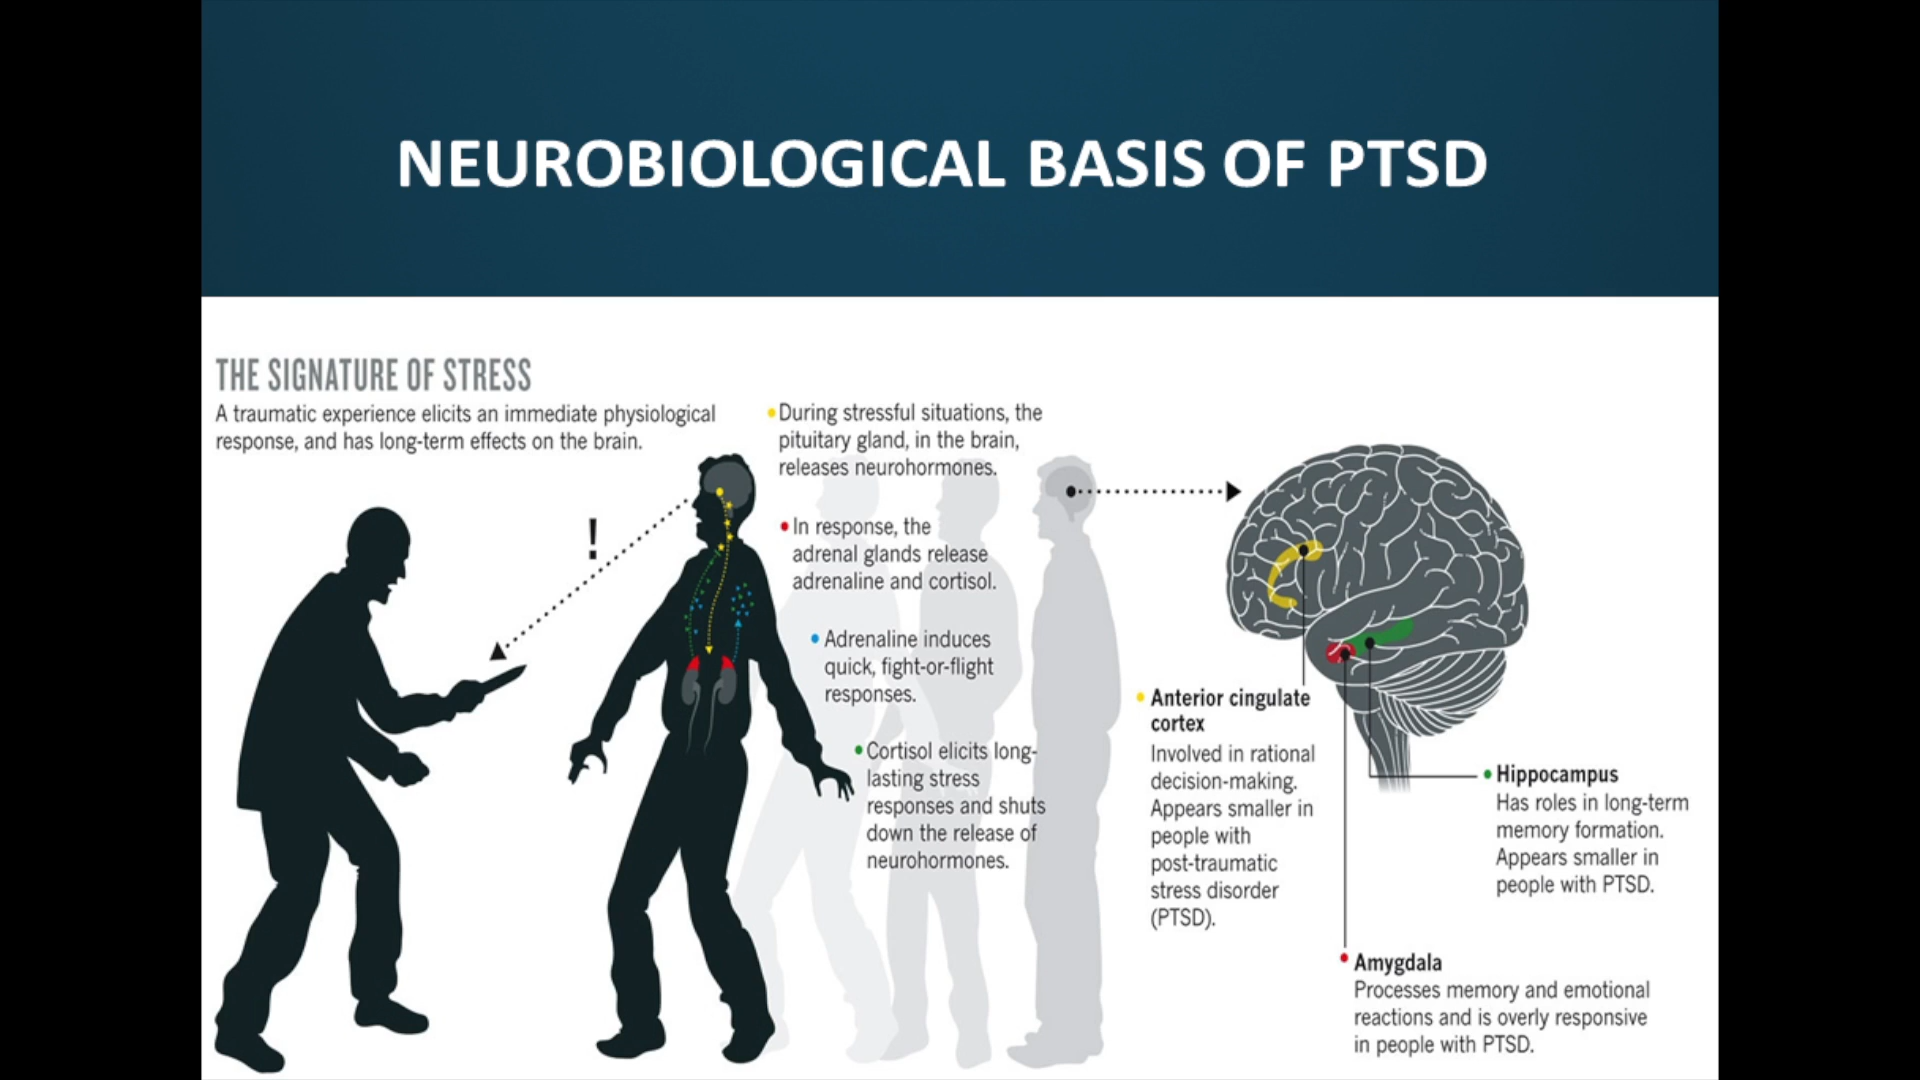 NEUROBIOLOGICAL BASIS OF PTSD
THE SIGNATURE OF STRESS
A traumatic experience elicits an immediate physiological
response, and has long-term effects on the brain.
!
During stressful situations, the
pituitary gland, in the brain,
releases neurohormones.
In response, the
adrenal glands release
adrenaline and cortisol.
Adrenaline induces
quick, fight-or-flight
responses.
Cortisol elicits long-
lasting stress
responses and shuts
down the release of
neurohormones.
Anterior cingulate
cortex
Involved in rational
decision-making.
Appears smaller in
people with
post-traumatic
stress disorder
(PTSD).
Hippocampus
Has roles in long-term
memory formation.
Appears smaller in
people with PTSD.
Amygdala
Processes memory and emotional
reactions and is overly responsive
in people with PTSD.